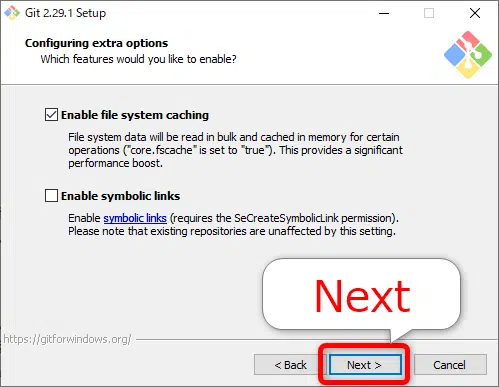 Git 2.29.1 Setup
Configuring extra options
Which features would you like to enable?
Enable file system caching
File system data will be read in bulk and cached in memory for certain
operations ("core.fscache" is set to "true"). This provides a significant
performance boost.
Enable symbolic links
Enable symbolic links (requires the SeCreateSymbolicLink permission).
Please note that existing repositories are unaffected by this setting.
Next
https://gitforwindows.org/
< Back
Next >
Cancel